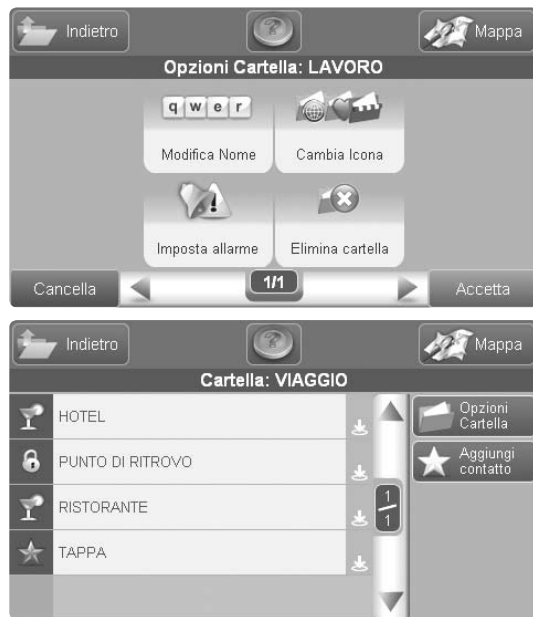 Indietro
Mappa
Opzioni Cartella: LAVORO
q w e r
Modifica Nome
Cambia Icona
Imposta allarme
Elimina cartella
Cancella
1/1
Accetta
Indietro
Mappa
Cartella: VIAGGIO
HOTEL
Opzioni
Cartella
PUNTO DI RITROVO
Aggiungi
contatto
RISTORANTE
1
1
TAPPA